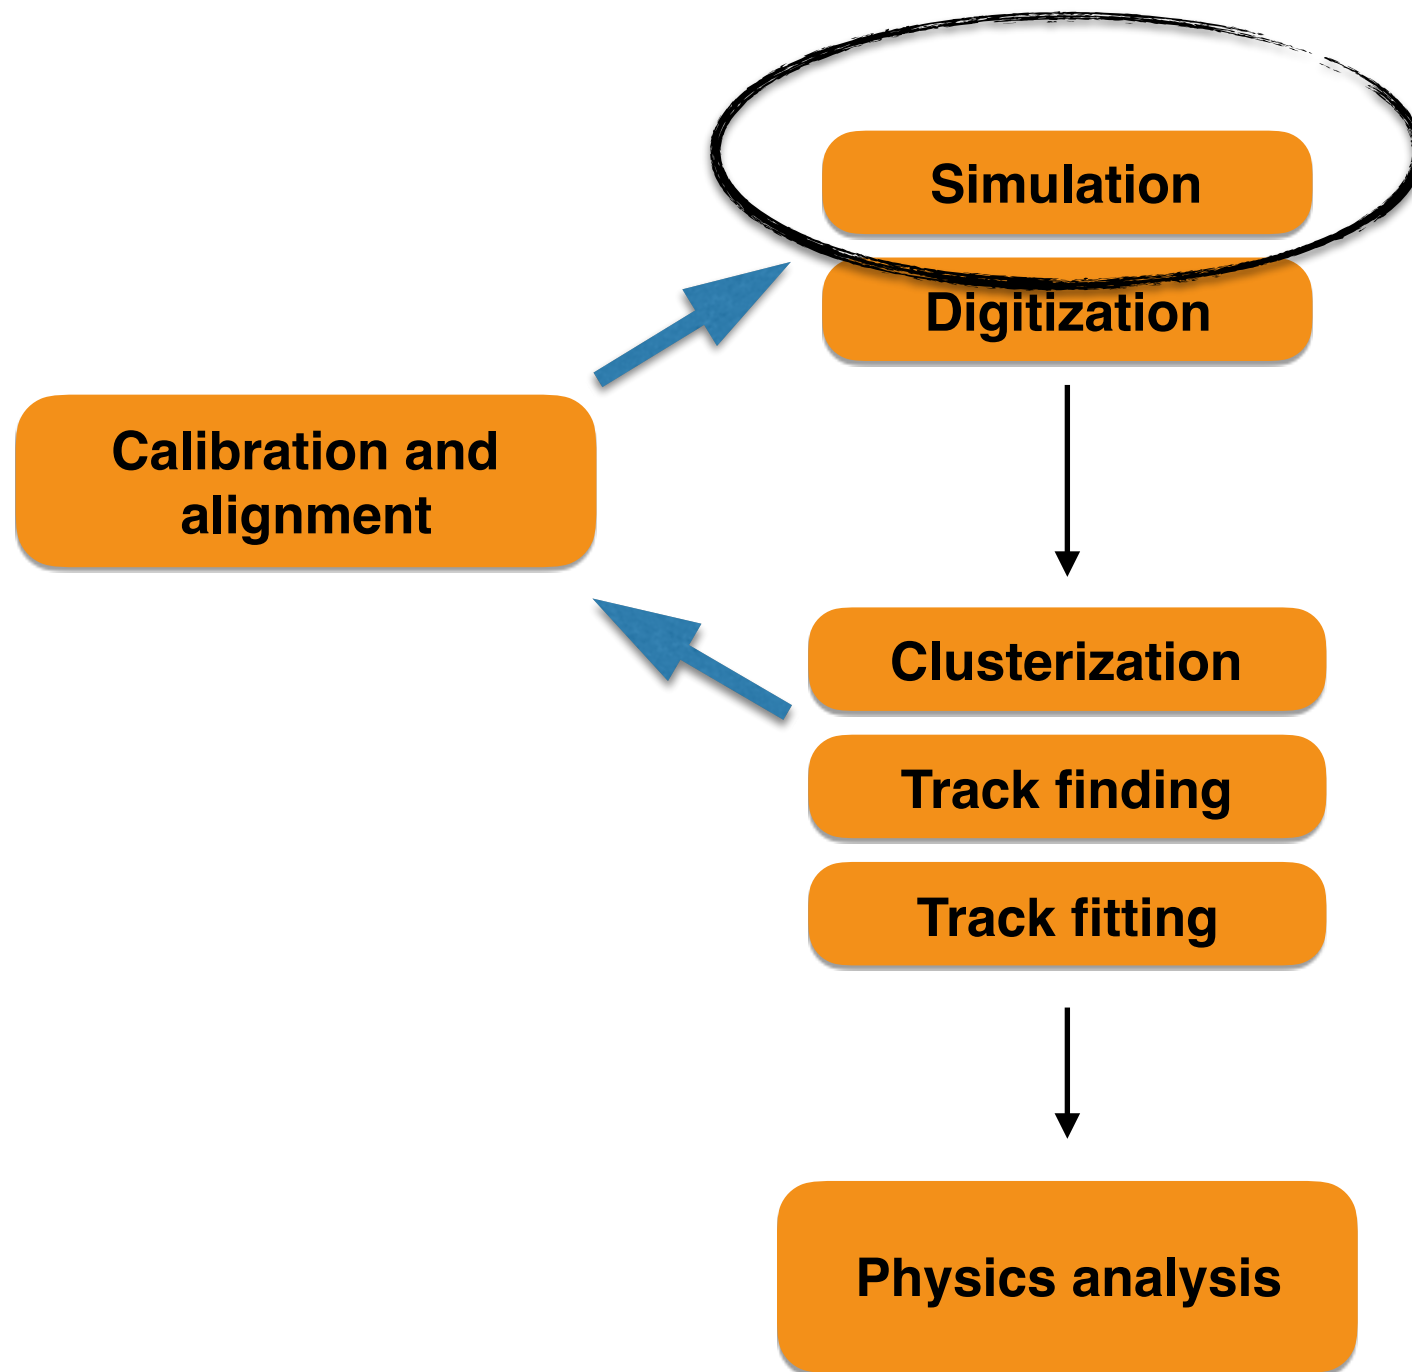 Simulation
Digitization
Calibration and
alignment
Clusterization
Track finding
Track fitting
Physics analysis